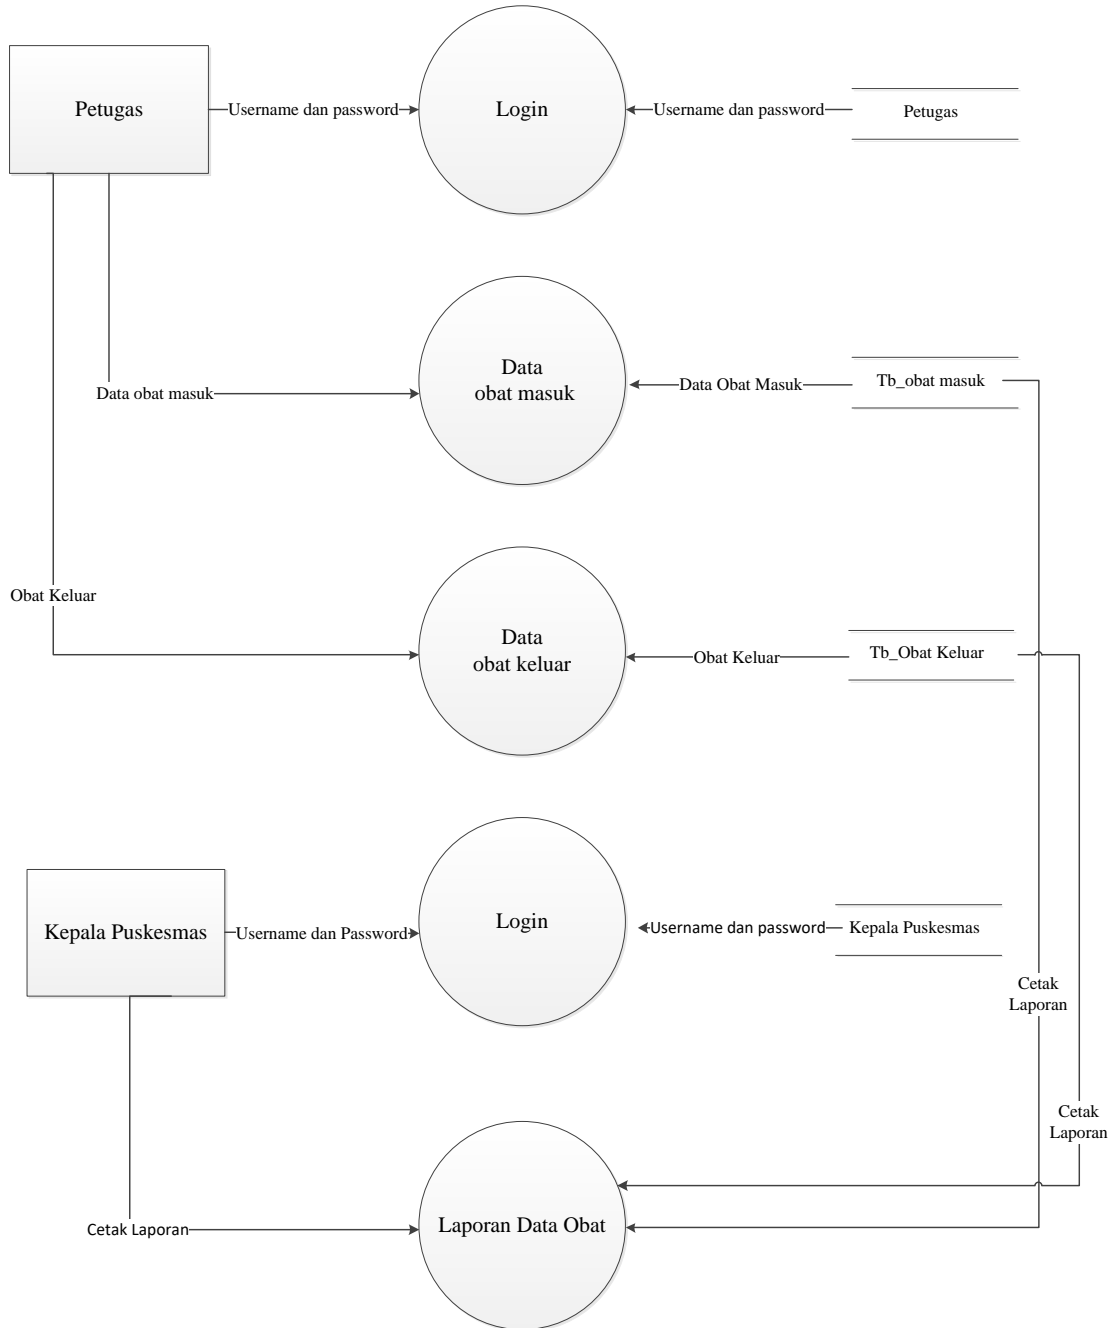 Petugas
Username dan password
Login
Username dan password
Petugas
Data
obat masuk
Data obat masuk
Data Obat Masuk
Tb_obat masuk
Obat Keluar
Data
obat keluar
Obat Keluar
Tb_Obat Keluar
Kepala Puskesmas
Username dan Password
Login
Username dan password
Kepala Puskesmas
Cetak
Laporan
Cetak
Laporan
Cetak Laporan
Laporan Data Obat